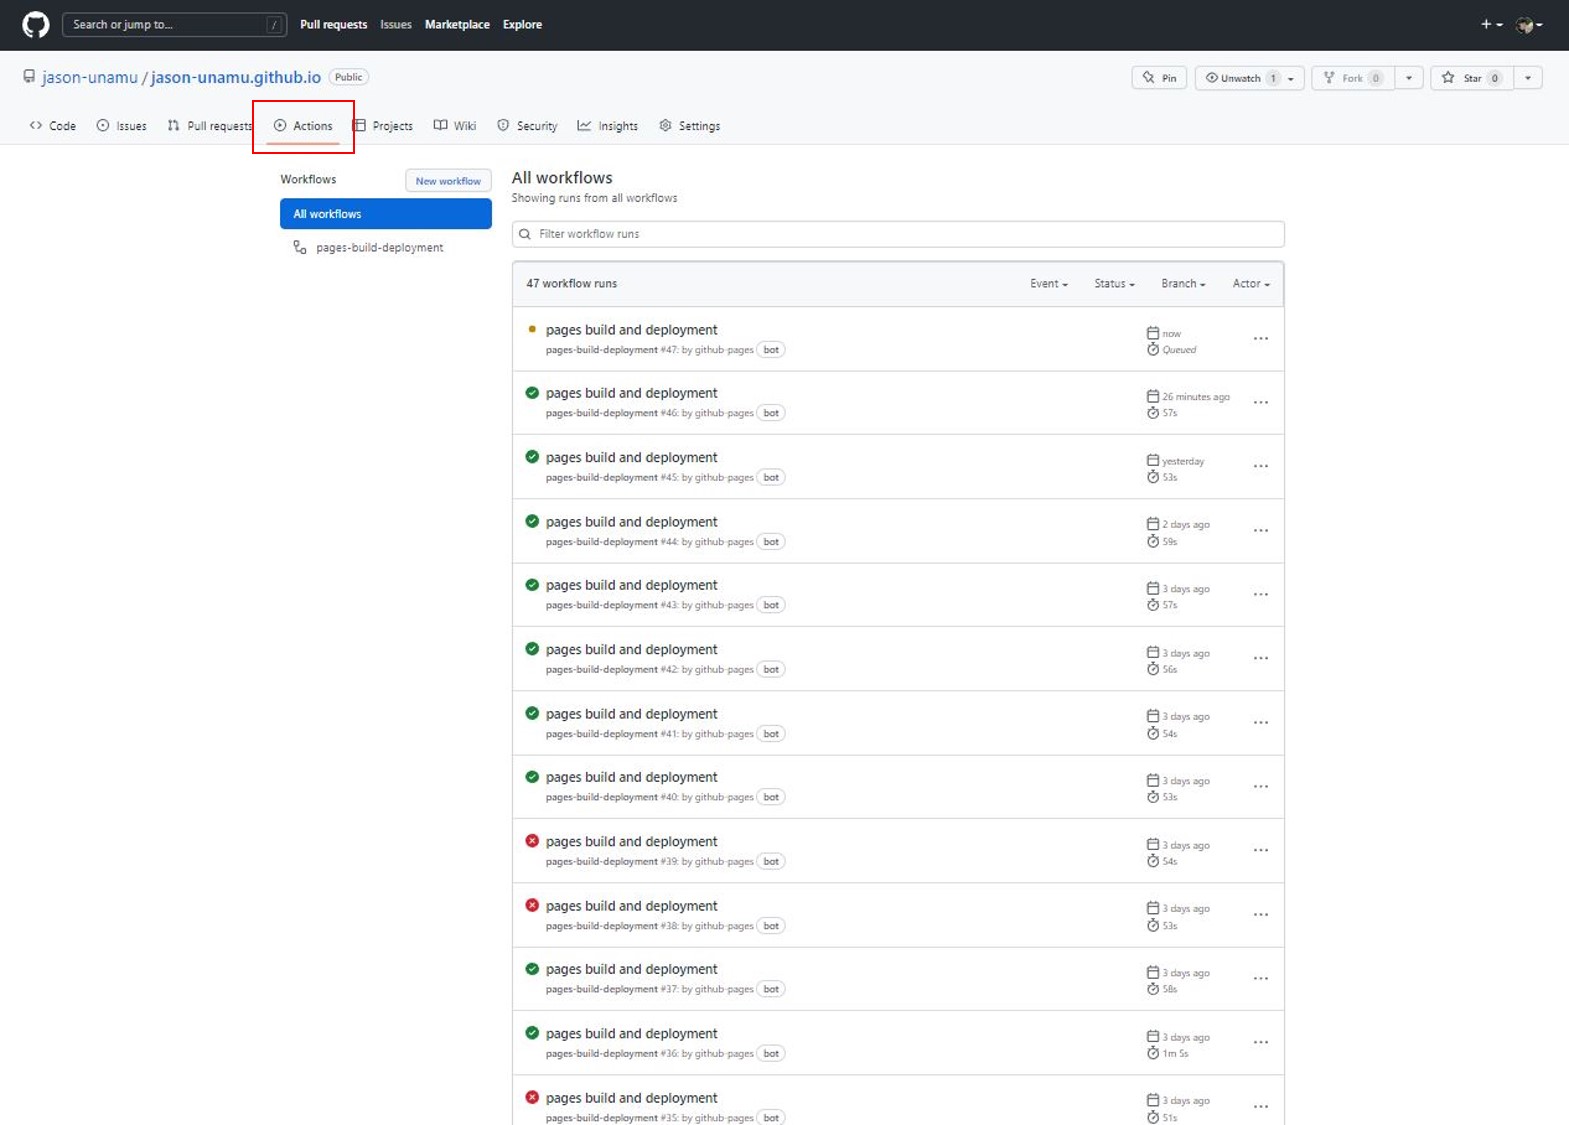 Search or jump to... / Pull requests Issues Marketplace Explore
jason-unamu / jason-unamu.github.io Public Pin Unwatch 1 Fork 0 Star 0
Code Issues Pull requests Actions Projects Wiki Security Insights Settings
Workflows New workflow
All workflows
pages-build-deployment
All workflows
Showing runs from all workflows
Filter workflow runs
47 workflow runs Event Status Branch Actor
pages build and deployment now
pages-build-deployment #47: by github-pages bot Queued
pages build and deployment 26 minutes ago
pages-build-deployment #46: by github-pages bot 57s
pages build and deployment yesterday
pages-build-deployment #45: by github-pages bot 53s
pages build and deployment 2 days ago
pages-build-deployment #44: by github-pages bot 59s
pages build and deployment 3 days ago
pages-build-deployment #43: by github-pages bot 57s
pages build and deployment 3 days ago
pages-build-deployment #42: by github-pages bot 56s
pages build and deployment 3 days ago
pages-build-deployment #41: by github-pages bot 54s
pages build and deployment 3 days ago
pages-build-deployment #40: by github-pages bot 53s
pages build and deployment 3 days ago
pages-build-deployment #39: by github-pages bot 54s
pages build and deployment 3 days ago
pages-build-deployment #38: by github-pages bot 53s
pages build and deployment 3 days ago
pages-build-deployment #37: by github-pages bot 58s
pages build and deployment 3 days ago
pages-build-deployment #36: by github-pages bot 1m 5s
pages build and deployment 3 days ago
pages-build-deployment #35: by github-pages bot 51s